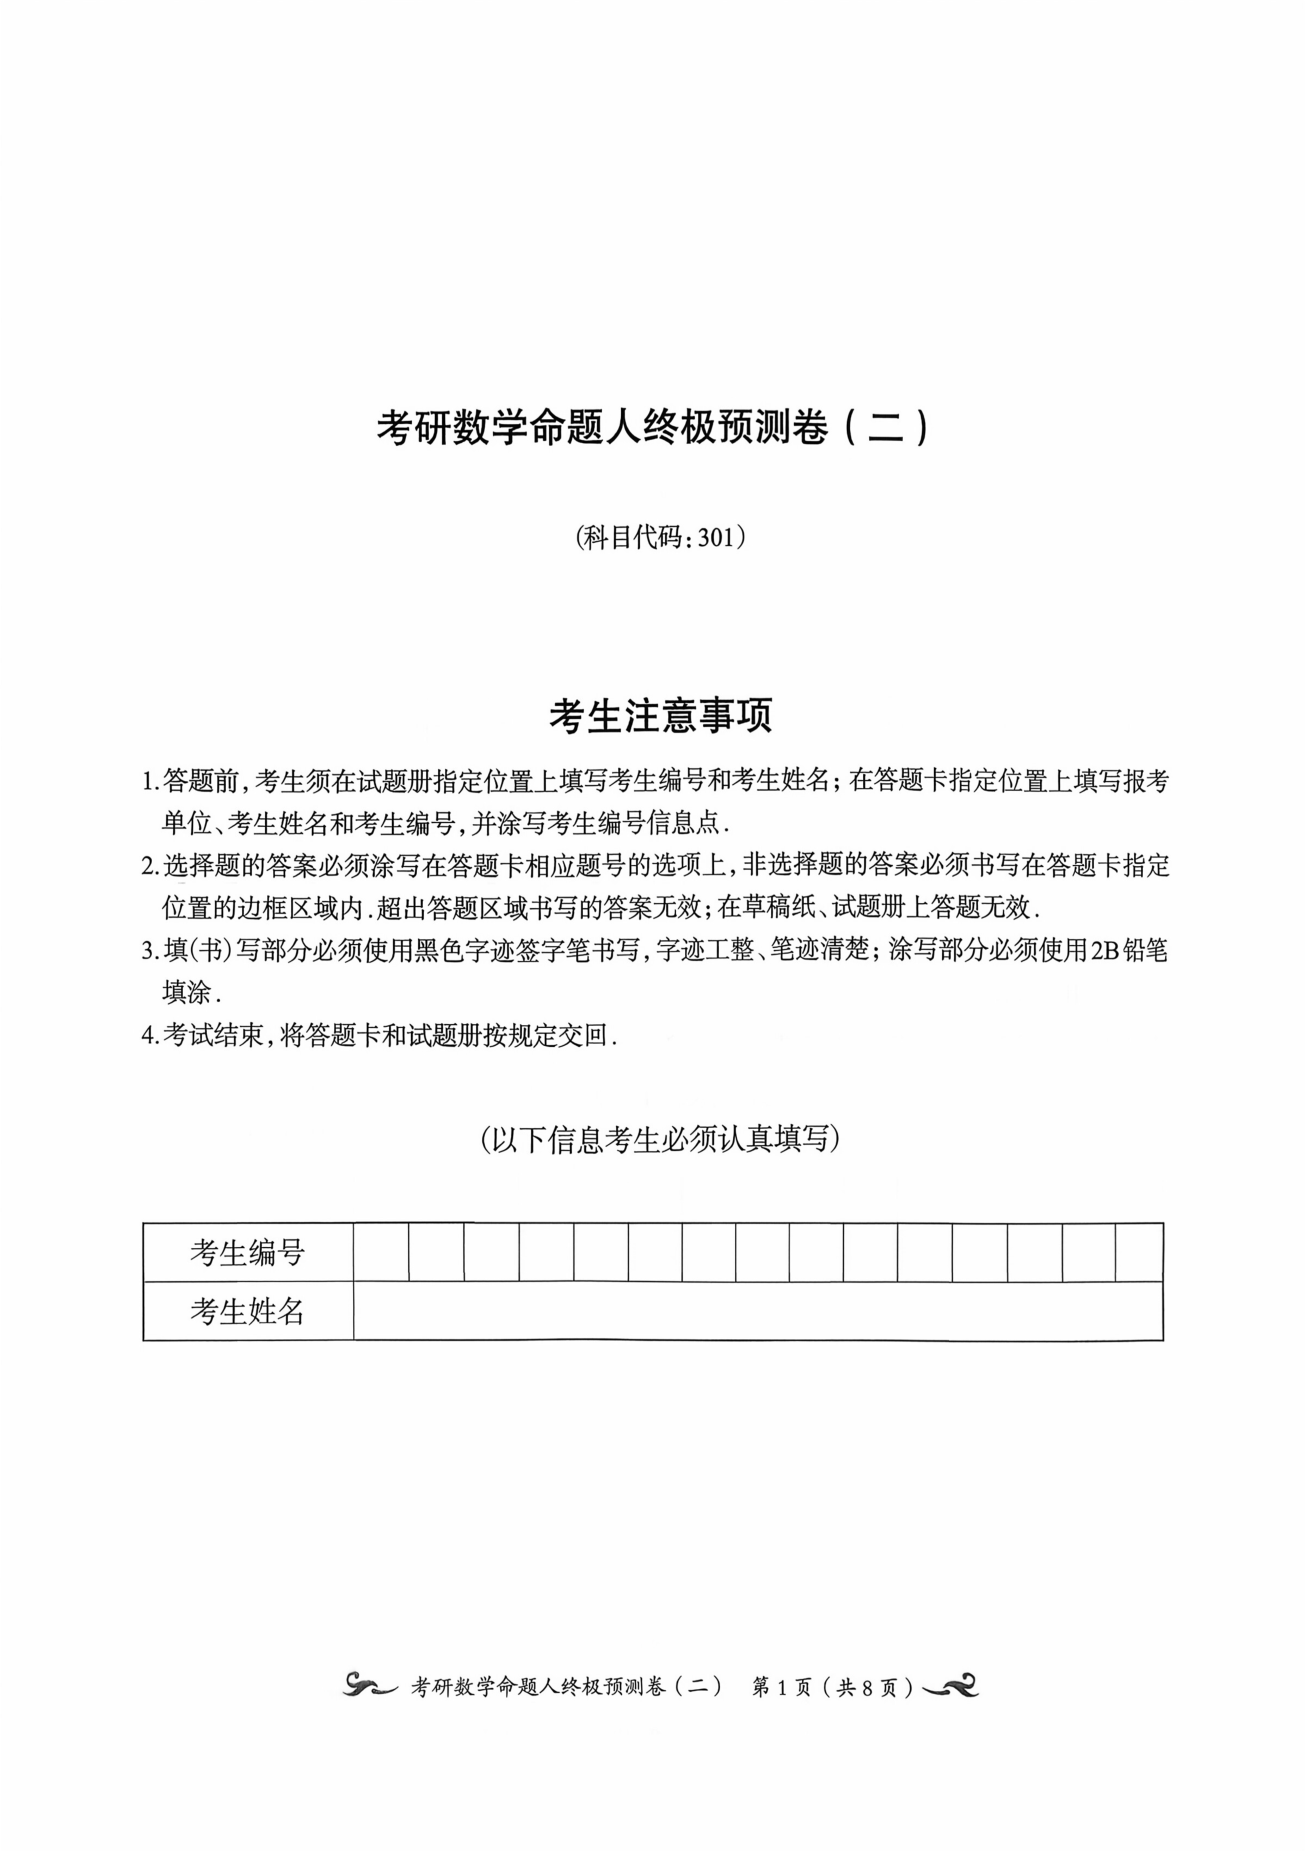 考研数学命题人终极预测卷(二)
(科目代码:301)
考生注意事项
1.答题前,考生须在试题册指定位置上填写考生编号和考生姓名;在答题卡指定位置上填写报考
单位、考生姓名和考生编号,并涂写考生编号信息点.
2.选择题的答案必须涂写在答题卡相应题号的选项上,非选择题的答案必须书写在答题卡指定
位置的边框区域内.超出答题区域书写的答案无效;在草稿纸、试题册上答题无效.
3.填(书)写部分必须使用黑色字迹签字笔书写,字迹工整、笔迹清楚;涂写部分必须使用2B铅笔
填涂.
4.考试结束,将答题卡和试题册按规定交回.
(以下信息考生必须认真填写)
考生编号
考生姓名
考研数学命题人终极预测卷(二) 第1页(共8页)